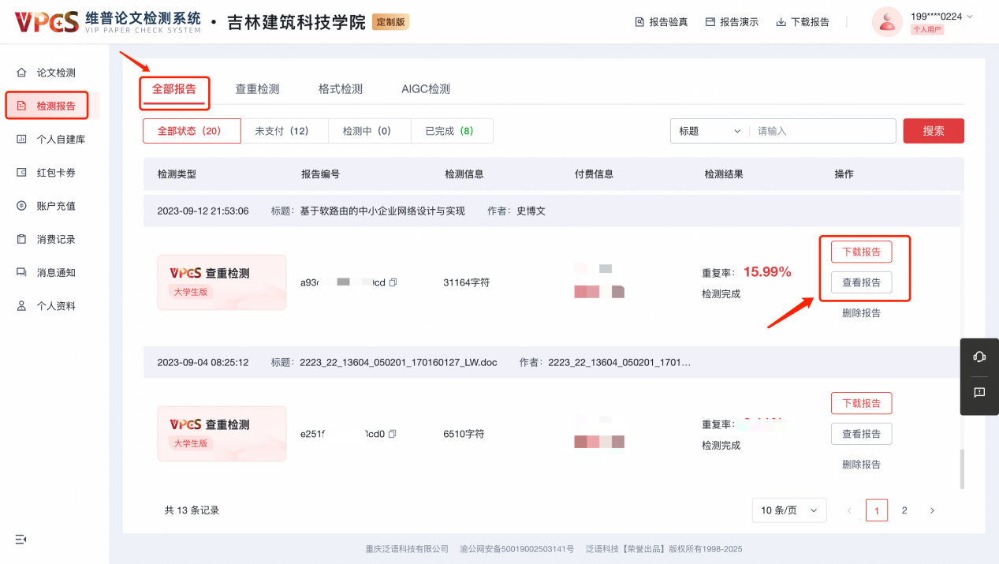 VPCS 维普论文检测系统 VIP PAPER CHECK SYSTEM • 吉林建筑科技学院 定制版 报告验真 报告演示 下载报告 199****0224 个人用户
论文检测
检测报告
个人自建库
红包卡券
账户充值
消费记录
消息通知
个人资料
全部报告 查重检测 格式检测 AIGC检测
全部状态 (20) 未支付 (12) 检测中 (0) 已完成 (8) 标题 请输入 搜索
检测类型 报告编号 检测信息 付费信息 检测结果 操作
2023-09-12 21:53:06 标题: 基于软路由的中小企业网络设计与实现 作者: 史博文
VPCS 查重检测
大学生版
31164字符
重复率: 15.99%
检测完成
下载报告
查看报告
删除报告
2023-09-04 08:25:12 标题: 2223_22_13604_050201_170160127_LW.doc 作者: 2223_22_13604_050201_1701...
VPCS 查重检测
大学生版
6510字符
重复率:
检测完成
下载报告
查看报告
删除报告
共 13 条记录 10 条/页 1 2
重庆泛语科技有限公司 渝公网安备50019002503141号 泛语科技【荣誉出品】版权所有1998-2025